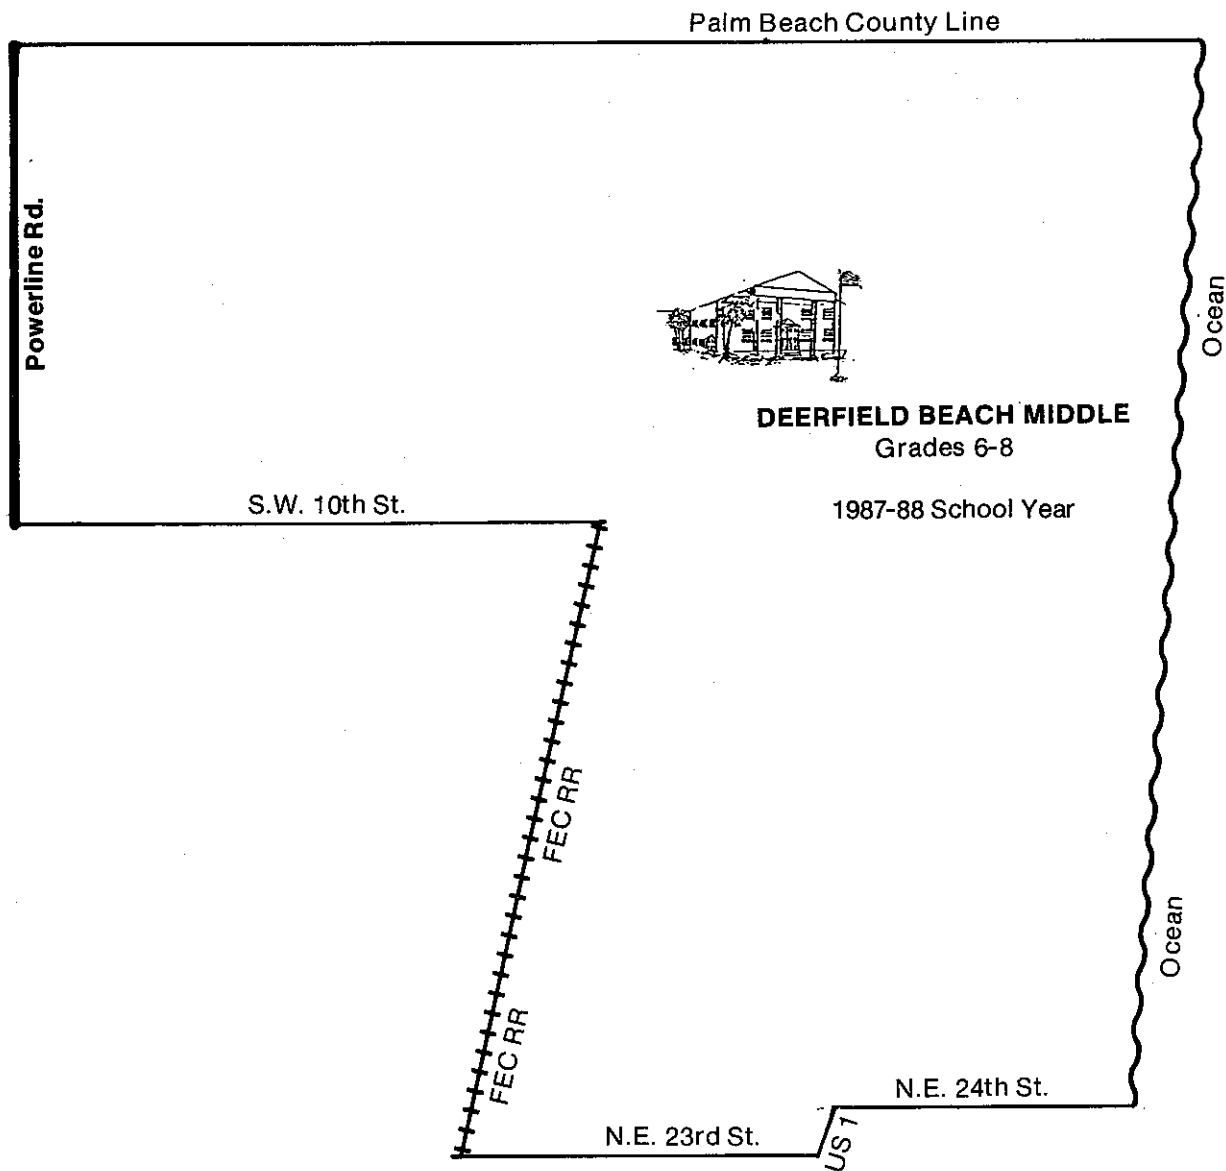 Palm Beach County Line
Powerline Rd.
Ocean
DEERFIELD BEACH MIDDLE
Grades 6-8
S.W. 10th St.
1987-88 School Year
FEC RR
Ocean
FEC RR
N.E. 24th St.
N.E. 23rd St.
US 1